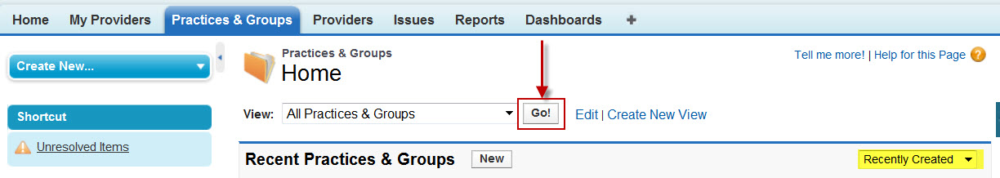 Home My Providers Practices & Groups Providers Issues Reports Dashboards +
Create New...
Practices & Groups
Home
Tell me more! | Help for this Page ?
Shortcut
Unresolved Items
View: All Practices & Groups Go! Edit | Create New View
Recent Practices & Groups New Recently Created